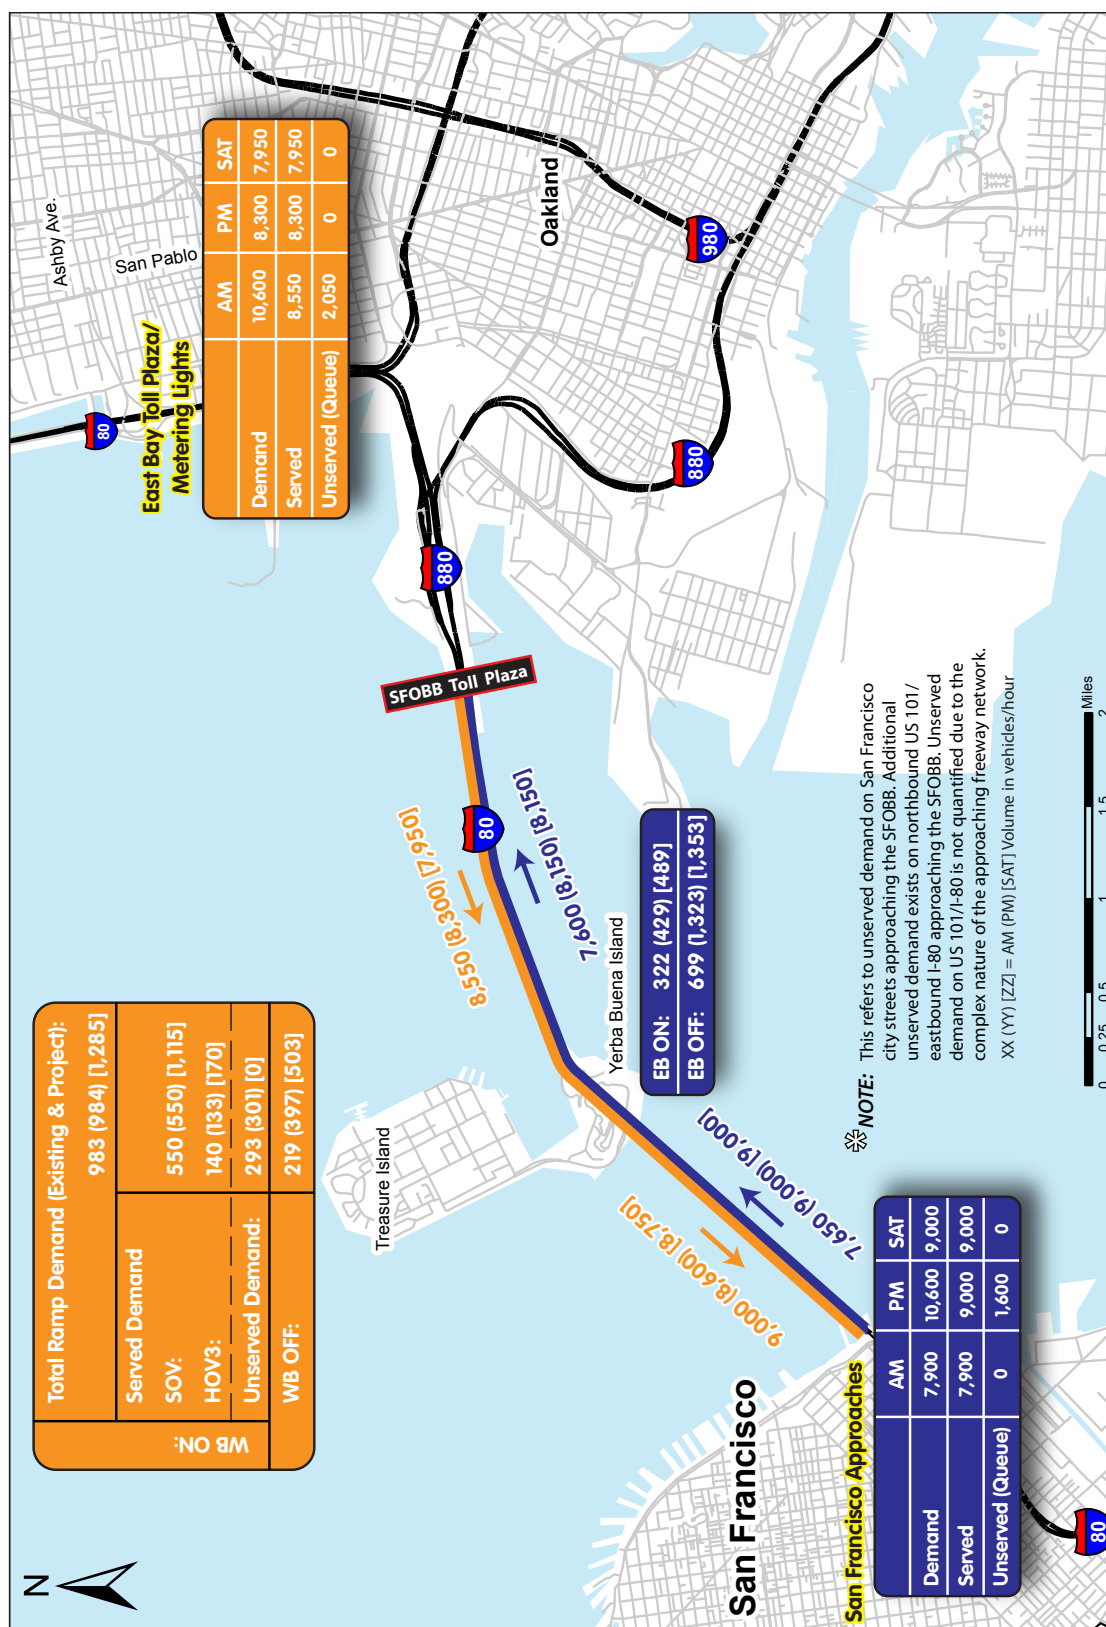 N
Total Ramp Demand (Existing & Project):
983 (984) [1,285]
WB ON:
Served Demand
SOV: 550 (550) [1,115]
HOV3: 140 (133) [170]
Unserved Demand: 293 (301) [0]
WB OFF: 219 (397) [503]
80
Ashby Ave.
San Pablo
East Bay Toll Plaza/
Metering Lights
AM PM SAT
Demand 10,600 8,300 7,950
Served 8,550 8,300 7,950
Unserved (Queue) 2,050 0 0
Oakland
980
880
880
SFOBB Toll Plaza
80
8,550 (8,300) [7,950]
7,600 (8,150) [8,150]
Treasure Island
Yerba Buena Island
EB ON: 322 (429) [489]
EB OFF: 699 (1,323) [1,353]
9,000 (8,600) [8,750]
7,650 (9,000) [9,000]
San Francisco
San Francisco Approaches
AM PM SAT
Demand 7,900 10,600 9,000
Served 7,900 9,000 9,000
Unserved (Queue) 0 1,600 0
80
NOTE: This refers to unserved demand on San Francisco
city streets approaching the SFOBB. Additional
unserved demand exists on northbound US 101/
eastbound I-80 approaching the SFOBB. Unserved
demand on US 101/I-80 is not quantified due to the
complex nature of the approaching freeway network.
XX (YY) [ZZ] = AM (PM) [SAT] Volume in vehicles/hour
0 0.25 0.5 1 1.5 2
Miles